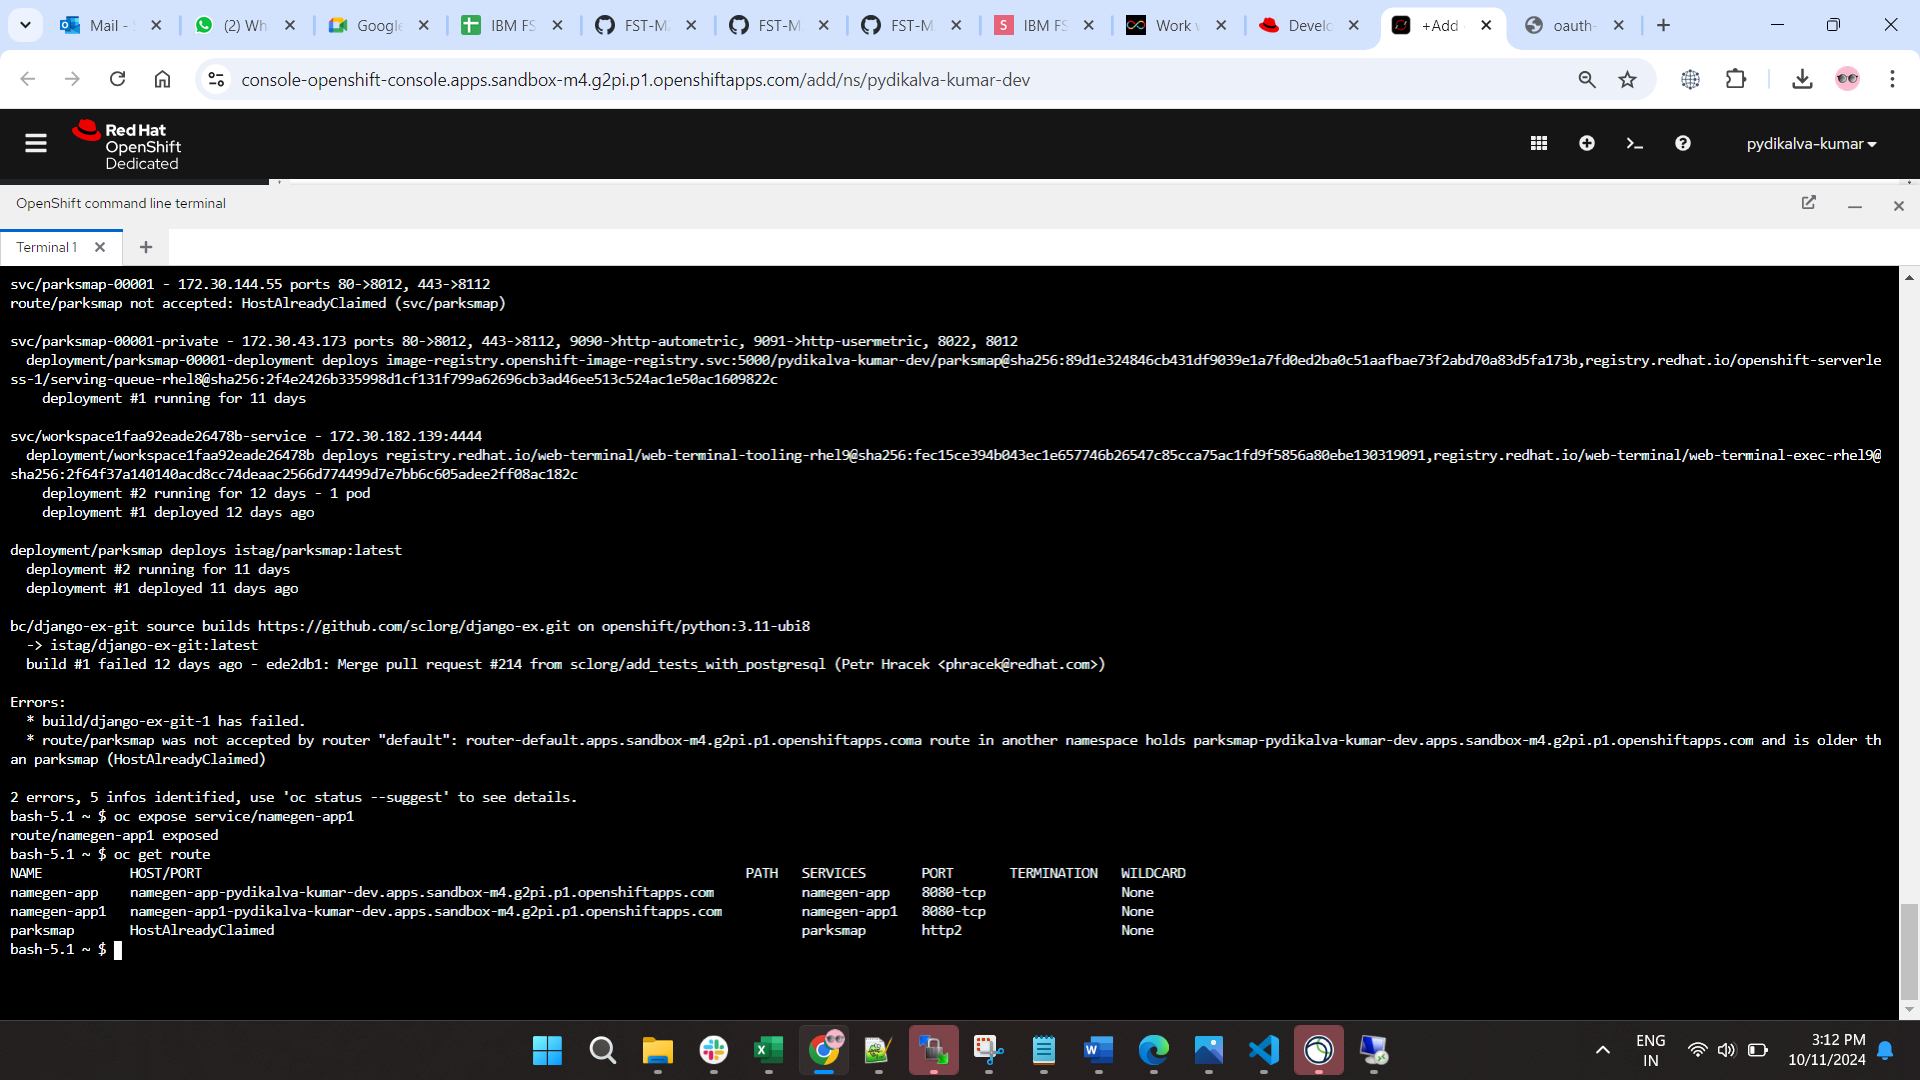 Mail -
(2) Wh
Google
IBM FS
FST-M
FST-M
FST-M
IBM FS
Work w
Develo
+Add
oauth-
console-openshift-console.apps.sandbox-m4.g2pi.p1.openshiftapps.com/add/ns/pydikalva-kumar-dev
Red Hat
OpenShift
Dedicated
pydikalva-kumar
OpenShift command line terminal
Terminal 1
svc/parksmap-00001 - 172.30.144.55 ports 80->8012, 443->8112
route/parksmap not accepted: HostAlreadyClaimed (svc/parksmap)
svc/parksmap-00001-private - 172.30.43.173 ports 80->8012, 443->8112, 9090->http-autometric, 9091->http-usermetric, 8022, 8012
deployment/parksmap-00001-deployment deploys image-registry.openshift-image-registry.svc:5000/pydikalva-kumar-dev/parksmap@sha256:89d1e324846cb431df9039e1a7fd0ed2ba0c51aafbae73f2abd70a83d5fa173b,registry.redhat.io/openshift-serverle
ss-1/serving-queue-rhel8@sha256:2f4e2426b335998d1cf131f799a62696cb3ad46ee513c524ac1e50ac1609822c
deployment #1 running for 11 days
svc/workspace1faa92eade26478b-service - 172.30.182.139:4444
deployment/workspace1faa92eade26478b deploys registry.redhat.io/web-terminal/web-terminal-tooling-rhel9@sha256:fec15ce394b043ec1e657746b26547c85cca75ac1fd9f5856a80ebe130319091,registry.redhat.io/web-terminal/web-terminal-exec-rhel9@
sha256:2f64f37a140140acd8cc74deaac2566d774499d7e7bb6c605adee2ff08ac182c
deployment #2 running for 12 days - 1 pod
deployment #1 deployed 12 days ago
deployment/parksmap deploys istag/parksmap:latest
deployment #2 running for 11 days
deployment #1 deployed 11 days ago
bc/django-ex-git source builds https://github.com/sclorg/django-ex.git on openshift/python:3.11-ubi8
-> istag/django-ex-git:latest
build #1 failed 12 days ago - ede2db1: Merge pull request #214 from sclorg/add_tests_with_postgresql (Petr Hracek <phracek@redhat.com>)
Errors:
* build/django-ex-git-1 has failed.
* route/parksmap was not accepted by router "default": router-default.apps.sandbox-m4.g2pi.p1.openshiftapps.coma route in another namespace holds parksmap-pydikalva-kumar-dev.apps.sandbox-m4.g2pi.p1.openshiftapps.com and is older th
an parksmap (HostAlreadyClaimed)
2 errors, 5 infos identified, use 'oc status --suggest' to see details.
bash-5.1 ~ $ oc expose service/namegen-app1
route/namegen-app1 exposed
bash-5.1 ~ $ oc get route
NAME HOST/PORT PATH SERVICES PORT TERMINATION WILDCARD
namegen-app namegen-app-pydikalva-kumar-dev.apps.sandbox-m4.g2pi.p1.openshiftapps.com namegen-app 8080-tcp None
namegen-app1 namegen-app1-pydikalva-kumar-dev.apps.sandbox-m4.g2pi.p1.openshiftapps.com namegen-app1 8080-tcp None
parksmap HostAlreadyClaimed parksmap http2 None
bash-5.1 ~ $
ENG
IN
3:12 PM
10/11/2024